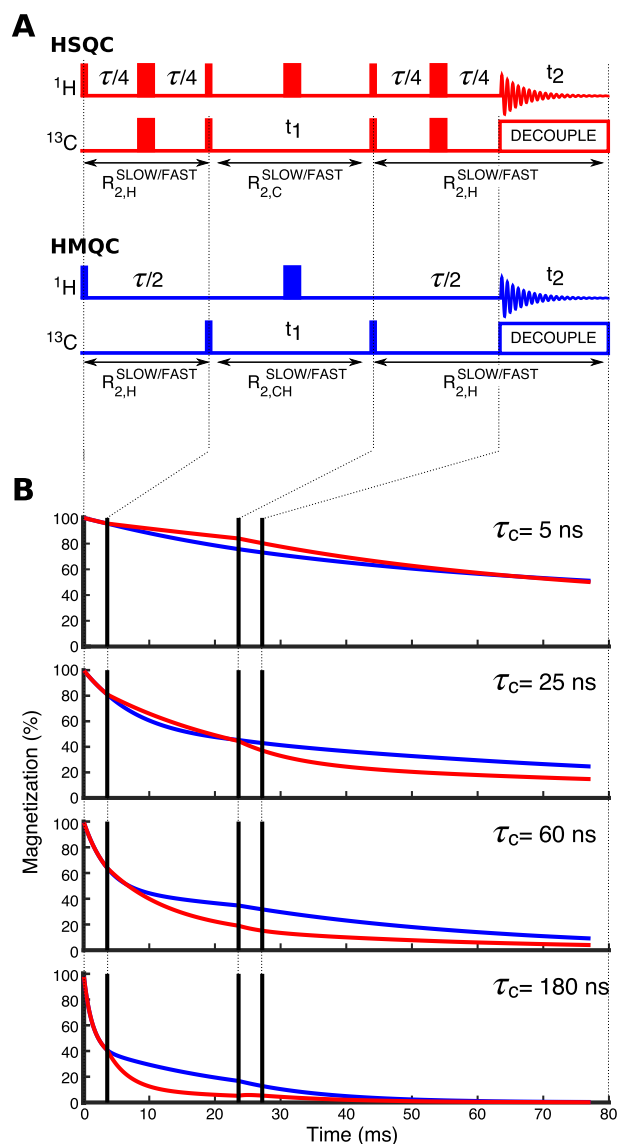 A
HSQC
¹H τ/4 τ/4 τ/4 τ/4 t₂
¹³C t₁ DECOUPLE
R₂,H^SLOW/FAST R₂,C^SLOW/FAST R₂,H^SLOW/FAST
HMQC
¹H τ/2 τ/2 t₂
¹³C t₁ DECOUPLE
R₂,H^SLOW/FAST R₂,CH^SLOW/FAST R₂,H^SLOW/FAST
B
100
80
60
40
20
0
τc= 5 ns
100
80
60
40
20
0
τc= 25 ns
Magnetization (%)
100
80
60
40
20
0
τc= 60 ns
100
80
60
40
20
0
τc= 180 ns
0 10 20 30 40 50 60 70 80
Time (ms)